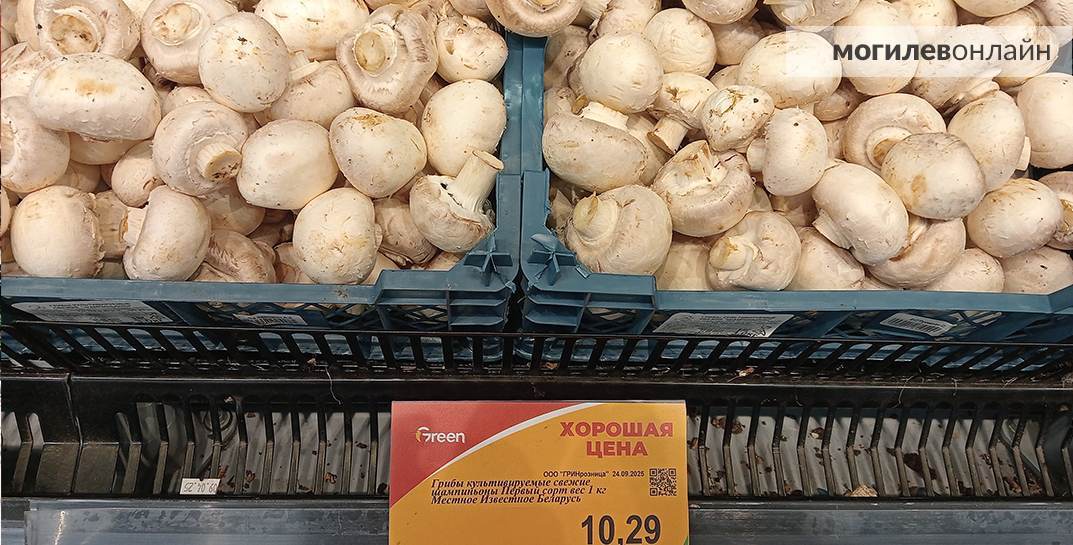 могилевонлайн
Green
ХОРОШАЯ
ЦЕНА
ООО "ГРИНрозница" 24.09.2025
Грибы культивируемые свежие
шампиньоны Первый сорт вес 1 кг
Местное Известное Беларусь
10,29